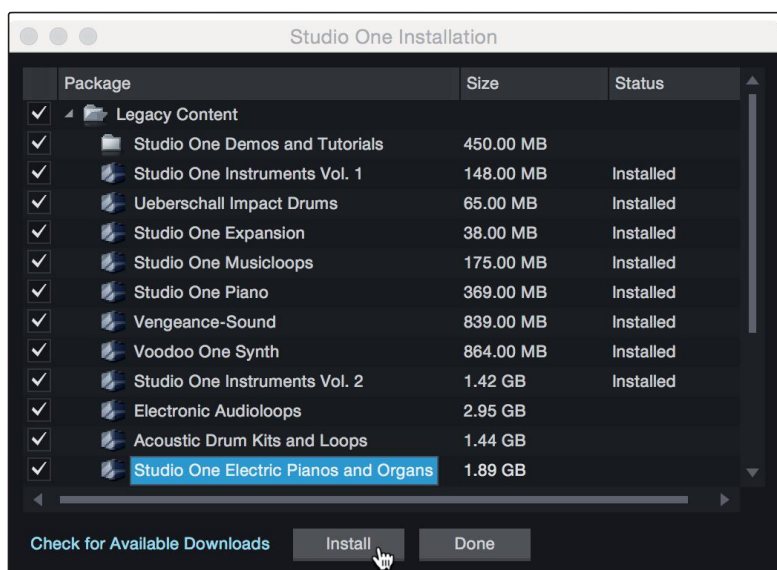 Studio One Installation
Package Size Status
Legacy Content
Studio One Demos and Tutorials 450.00 MB
Studio One Instruments Vol. 1 148.00 MB Installed
Ueberschall Impact Drums 65.00 MB Installed
Studio One Expansion 38.00 MB Installed
Studio One Musicloops 175.00 MB Installed
Studio One Piano 369.00 MB Installed
Vengeance-Sound 839.00 MB Installed
Voodoo One Synth 864.00 MB Installed
Studio One Instruments Vol. 2 1.42 GB Installed
Electronic Audioloops 2.95 GB
Acoustic Drum Kits and Loops 1.44 GB
Studio One Electric Pianos and Organs 1.89 GB
Check for Available Downloads Install Done